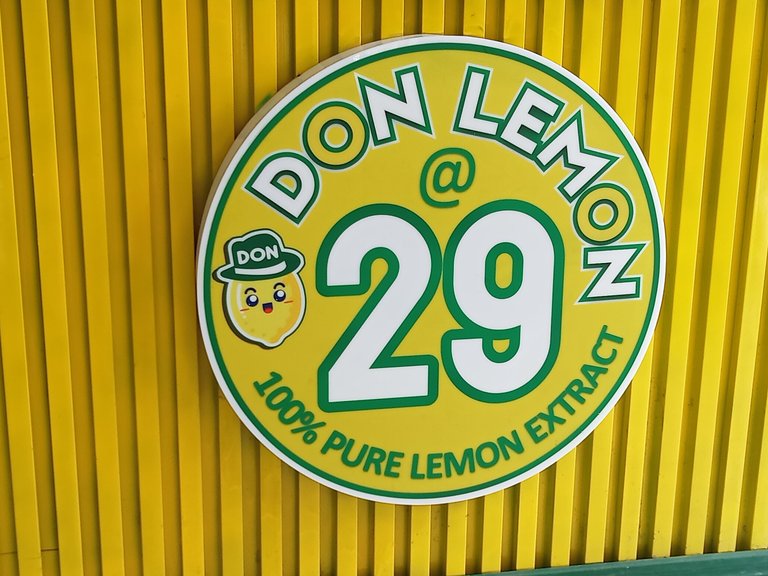 DON LEMON
@
29
DON
100% PURE LEMON EXTRACT